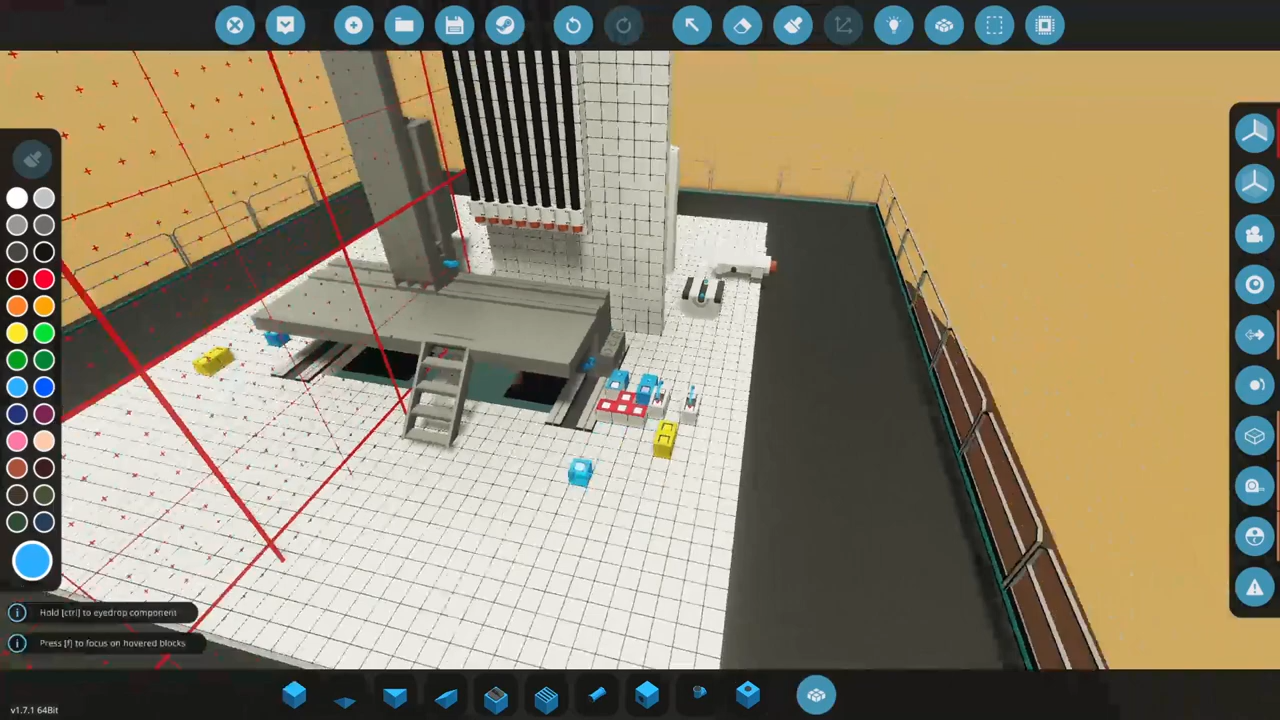 Hold [ctrl] to eyedrop component
Press [f] to focus on hovered blocks
v1.7.1 64Bit